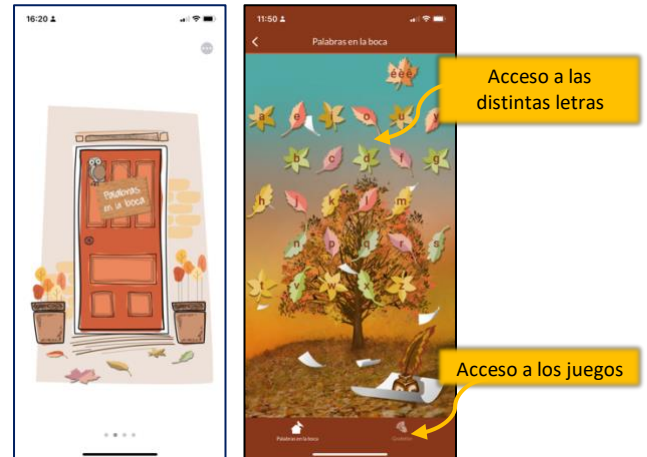 16:20
Palabras
en la boca
11:50
Palabras en la boca
éèê
a e i o u y
b c d f g
h j k l m
n p q r s
t v w x z
Palabras en la boca
Acceso a las
distintas letras
Acceso a los juegos